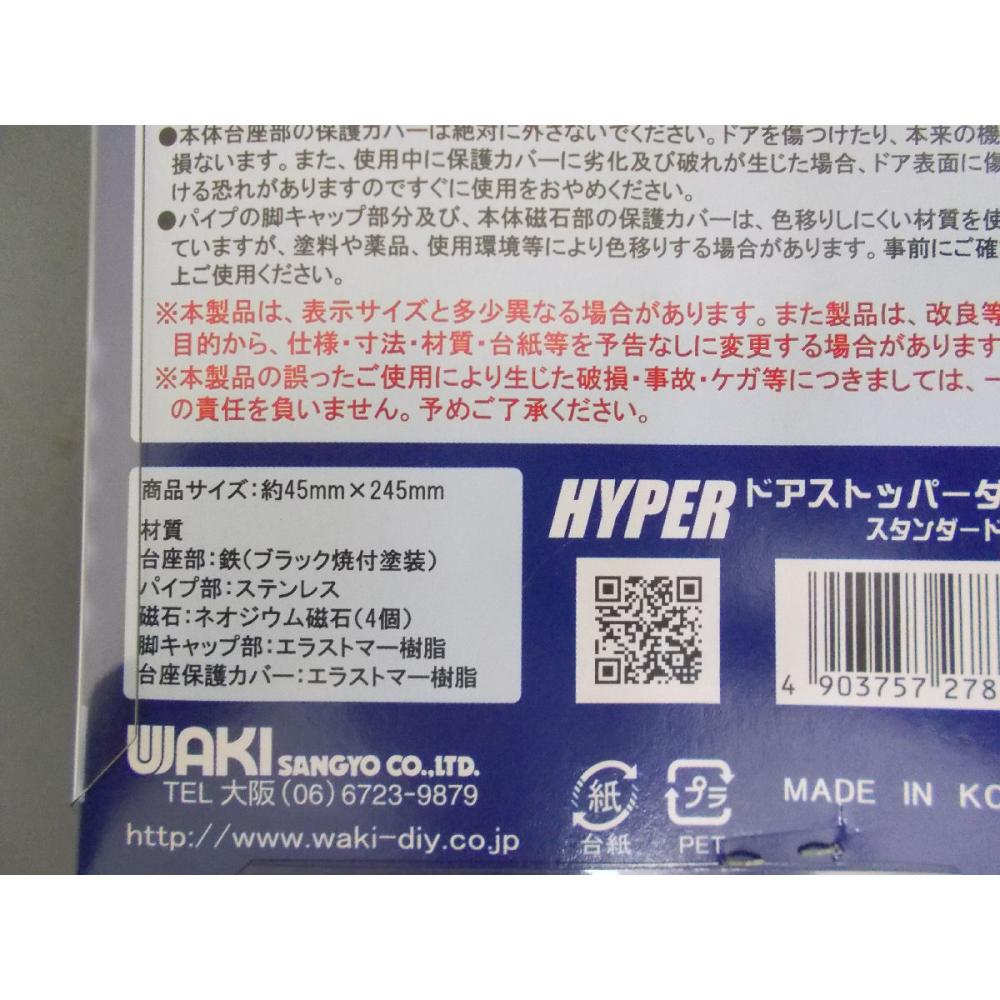 ●本体台座部の保護カバーは絶対に外さないでください。ドアを傷つけたり、本来の機
損ないます。また、使用中に保護カバーに劣化及び破れが生じた場合、ドア表面に傷
ける恐れがありますのですぐに使用をおやめください。
●パイプの脚キャップ部分及び、本体磁石部の保護カバーは、色移りしにくい材質を使
ていますが、塗料や薬品、使用環境等により色移りする場合があります。事前にご確
上ご使用ください。
※本製品は、表示サイズと多少異なる場合があります。また製品は、改良等
目的から、仕様・寸法・材質・台紙等を予告なしに変更する場合があります
※本製品の誤ったご使用により生じた破損・事故・ケガ等につきましては、一
の責任を負いません。予めご了承ください。
商品サイズ:約45mm×245mm
材質
台座部:鉄(ブラック焼付塗装)
パイプ部:ステンレス
磁石:ネオジウム磁石(4個)
脚キャップ部:エラストマー樹脂
台座保護カバー:エラストマー樹脂
HYPER ドアストッパーダ
スタンダード
4 903757 278
WAKI SANGYO CO.,LTD.
TEL 大阪(06)6723-9879
http://www.waki-diy.co.jp
紙
台紙
プラ
PET
MADE IN KO